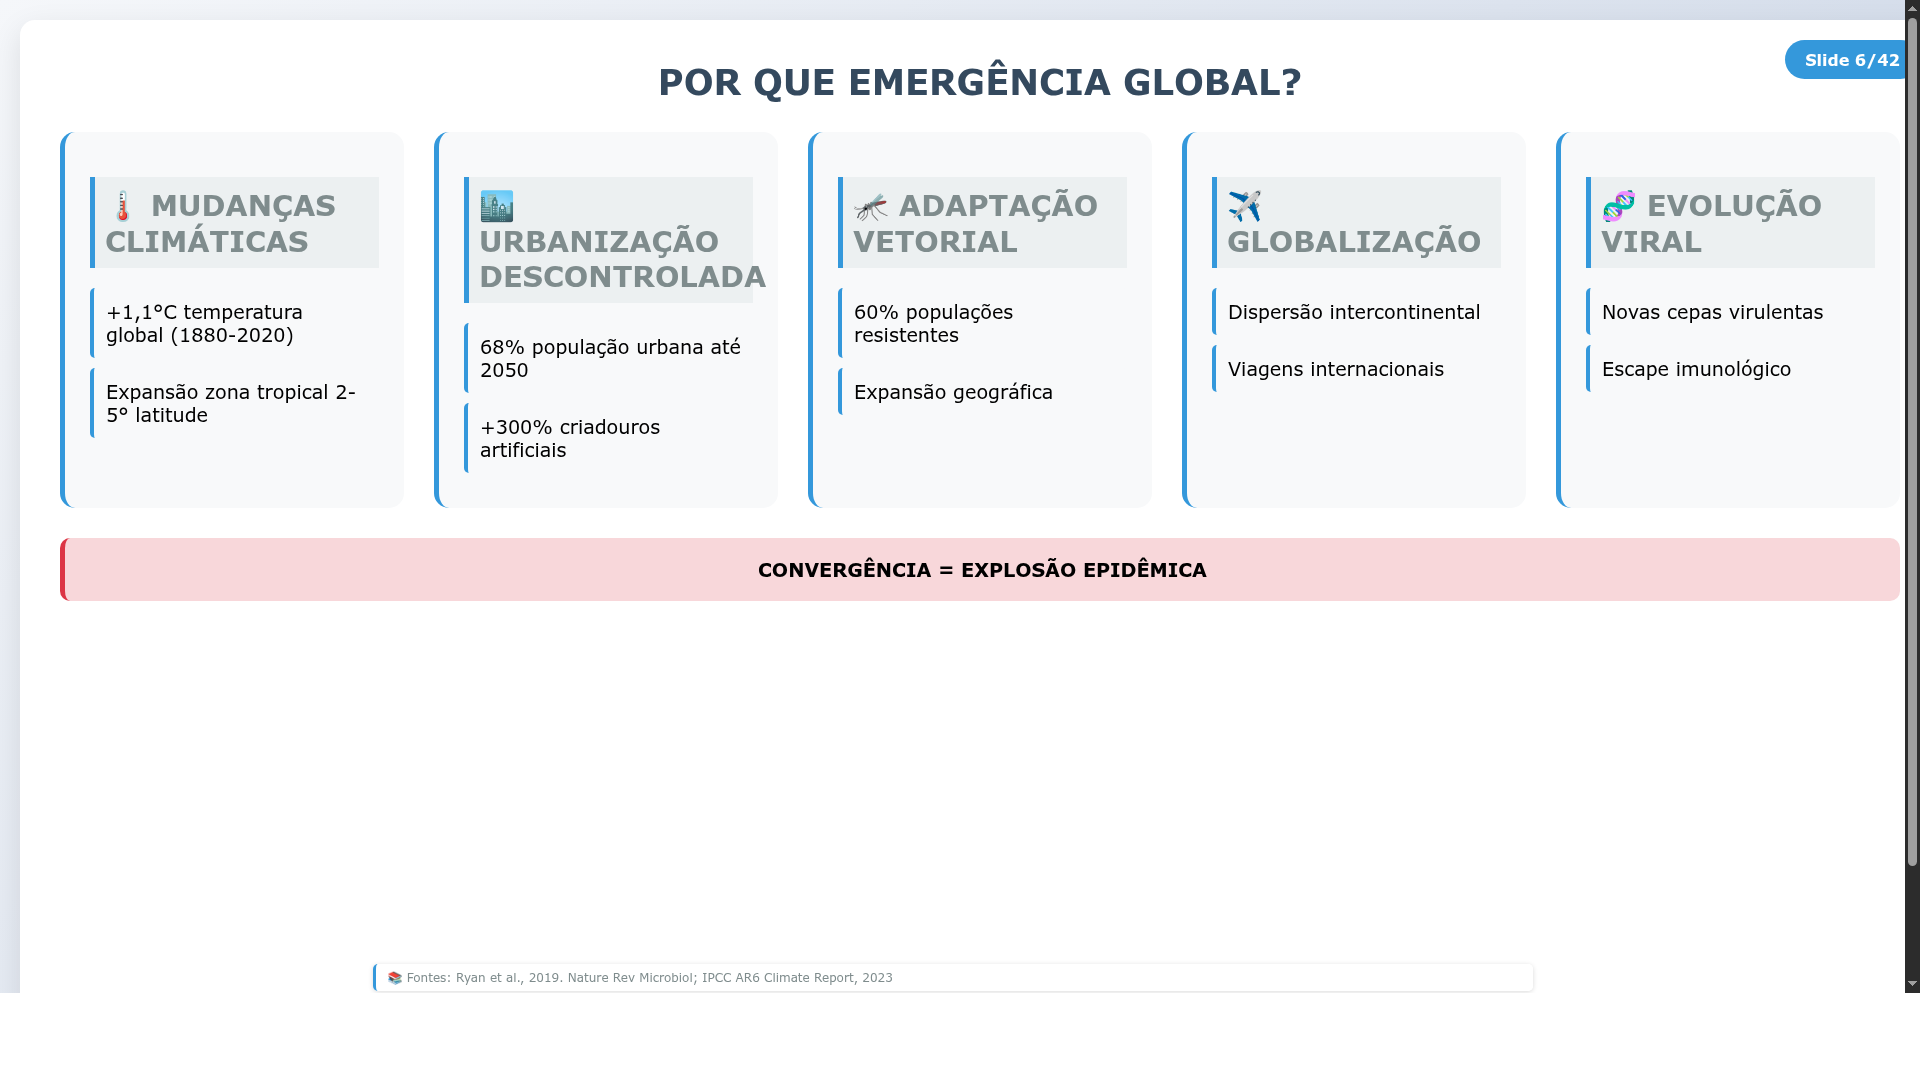 Slide 6/42
POR QUE EMERGÊNCIA GLOBAL?
🌡️ MUDANÇAS
CLIMÁTICAS
+1,1°C temperatura
global (1880-2020)
Expansão zona tropical 2-
5° latitude
🏙️
URBANIZAÇÃO
DESCONTROLADA
68% população urbana até
2050
+300% criadouros
artificiais
🦟 ADAPTAÇÃO
VETORIAL
60% populações
resistentes
Expansão geográfica
✈️
GLOBALIZAÇÃO
Dispersão intercontinental
Viagens internacionais
🧬 EVOLUÇÃO
VIRAL
Novas cepas virulentas
Escape imunológico
CONVERGÊNCIA = EXPLOSÃO EPIDÊMICA
📚 Fontes: Ryan et al., 2019. Nature Rev Microbiol; IPCC AR6 Climate Report, 2023